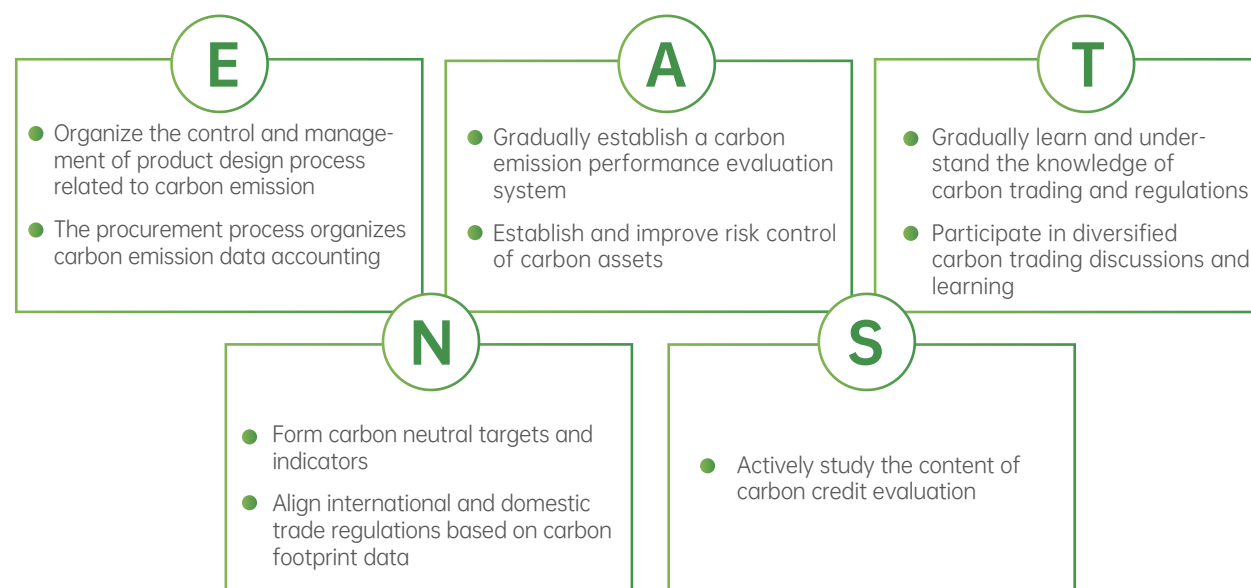 E
Organize the control and manage-
ment of product design process
related to carbon emission
The procurement process organizes
carbon emission data accounting
A
Gradually establish a carbon
emission performance evaluation
system
Establish and improve risk control
of carbon assets
T
Gradually learn and under-
stand the knowledge of
carbon trading and regulations
Participate in diversified
carbon trading discussions and
learning
N
Form carbon neutral targets and
indicators
Align international and domestic
trade regulations based on carbon
footprint data
S
Actively study the content of
carbon credit evaluation